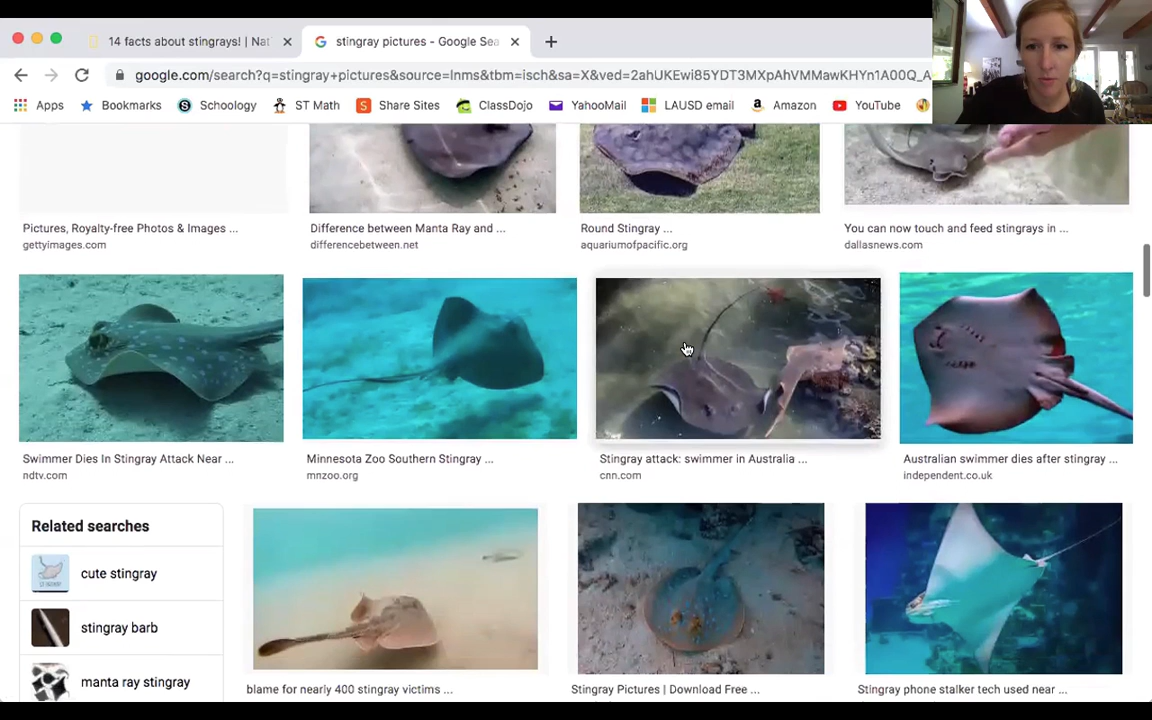 14 facts about stingrays! | Nat
stingray pictures - Google Sea
google.com/search?q=stingray+pictures&source=lnms&tbm=isch&sa=X&ved=2ahUKEwi85YDT3MXpAhVMMawKHYn1A00Q_A
Apps Bookmarks Schoology ST Math Share Sites ClassDojo YahooMail LAUSD email Amazon YouTube
Pictures, Royalty-free Photos & Images ...
gettyimages.com
Difference between Manta Ray and ...
differencebetween.net
Round Stingray ...
aquariumofpacific.org
You can now touch and feed stingrays in ...
dallasnews.com
Swimmer Dies In Stingray Attack Near ...
ndtv.com
Minnesota Zoo Southern Stingray ...
mnzoo.org
Stingray attack: swimmer in Australia ...
cnn.com
Australian swimmer dies after stingray ...
independent.co.uk
Related searches
cute stingray
stingray barb
manta ray stingray
blame for nearly 400 stingray victims ...
Stingray Pictures | Download Free ...
Stingray phone stalker tech used near ...